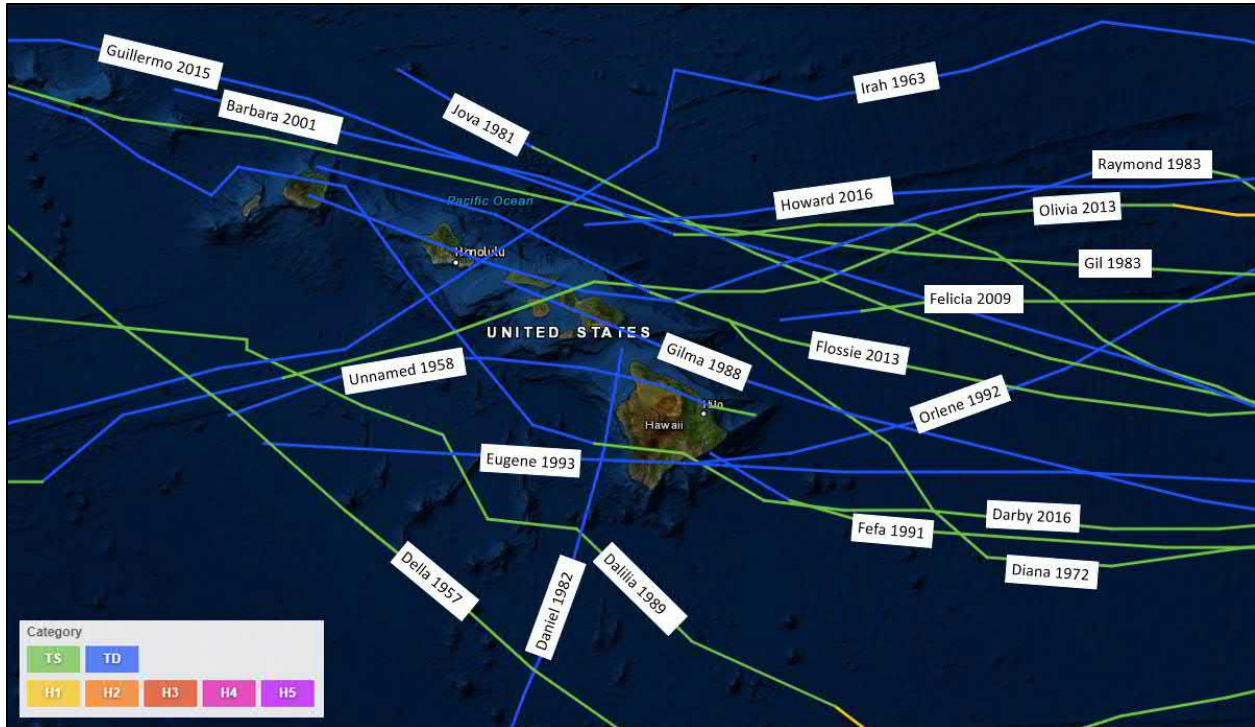 Guillermo 2015
Barbara 2001
Jova 1981
Irah 1963
Raymond 1983
Howard 2016
Olivia 2013
Pacific Ocean
Honolulu
Gil 1983
Felicia 2009
UNITED STATES
Gilma 1988
Flossie 2013
Unnamed 1958
Orlene 1992
Hilo
Hawaii
Eugene 1993
Darby 2016
Fefa 1991
Diana 1972
Della 1957
Daniel 1982
Dalilia 1989
Category
TS TD
H1 H2 H3 H4 H5